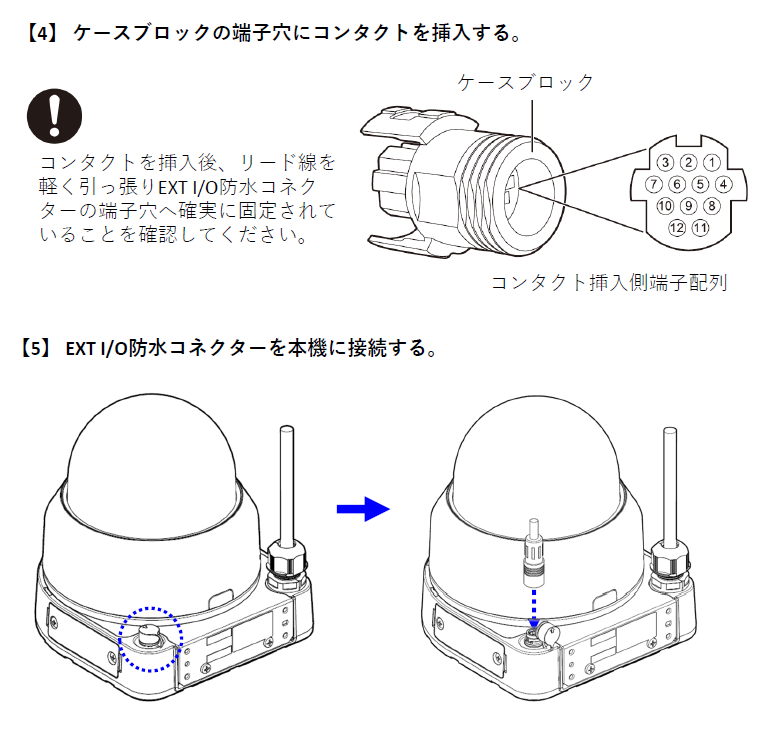 【4】 ケースブロックの端子穴にコンタクトを挿入する。
ケースブロック
コンタクトを挿入後、リード線を
軽く引っ張りEXT I/O防水コネク
ターの端子穴へ確実に固定されて
いることを確認してください。
3 2 1
7 6 5 4
10 9 8
12 11
コンタクト挿入側端子配列
【5】 EXT I/O防水コネクターを本機に接続する。